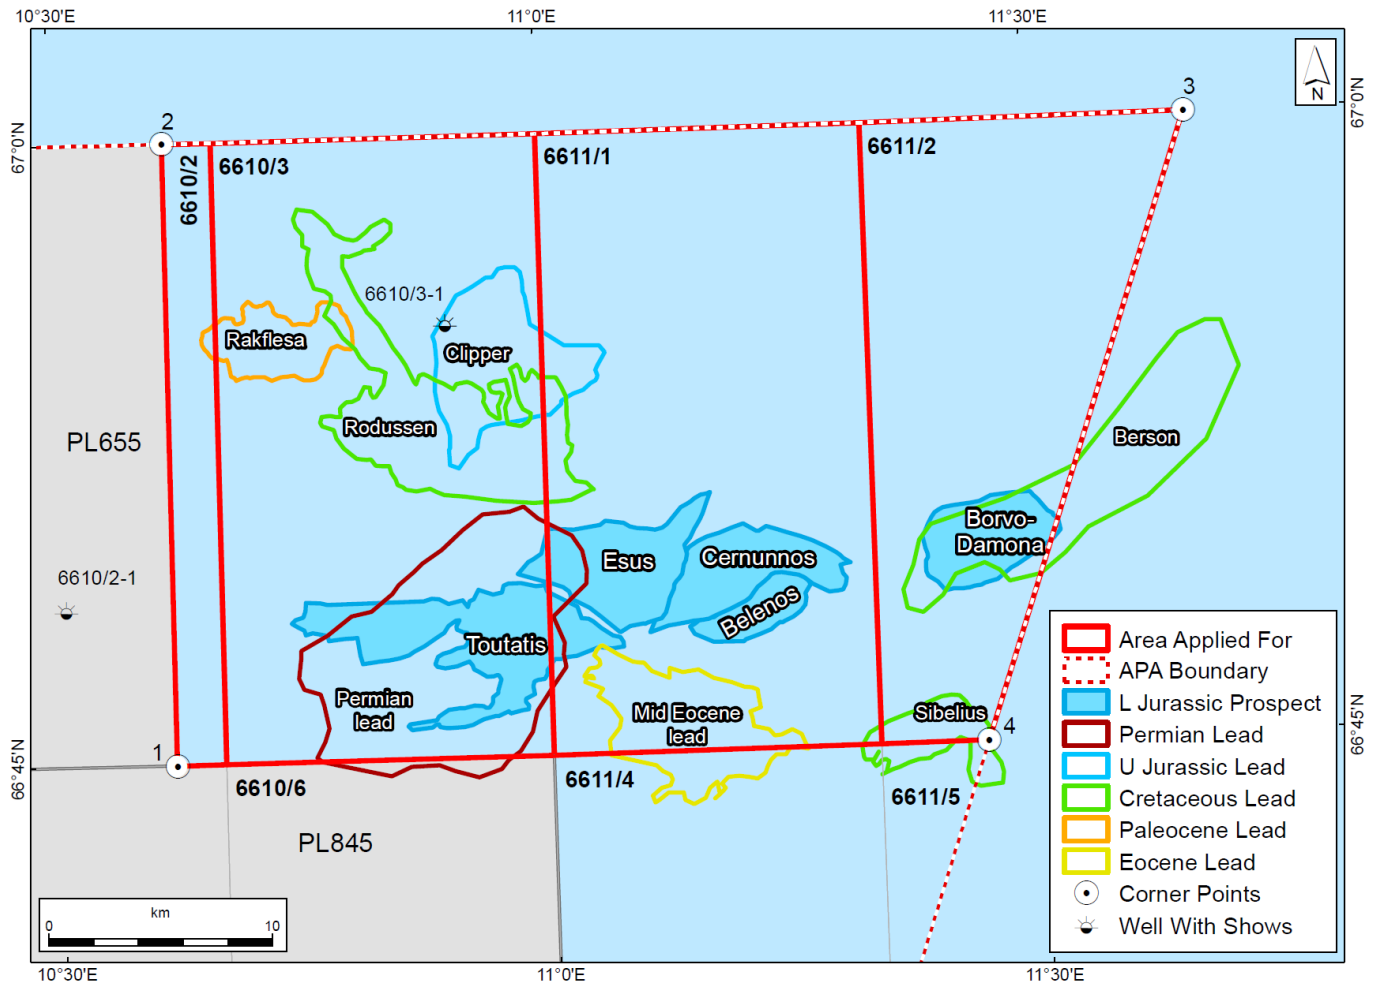 10°30'E
11°0'E
11°30'E
67°0'N
67°0'N
N
2
3
6610/2
6610/3
6611/1
6611/2
6610/3-1
Rakflesa
Clipper
Rodussen
PL655
Berson
Borvo-
Damona
Esus
Cernunnos
Belenos
6610/2-1
Toutatis
Permian
lead
Mid Eocene
lead
Sibelius
1
4
66°45'N
66°45'N
6610/6
6611/4
6611/5
PL845
Area Applied For
APA Boundary
L Jurassic Prospect
Permian Lead
U Jurassic Lead
Cretaceous Lead
Paleocene Lead
Eocene Lead
Corner Points
Well With Shows
km
0
10
10°30'E
11°0'E
11°30'E